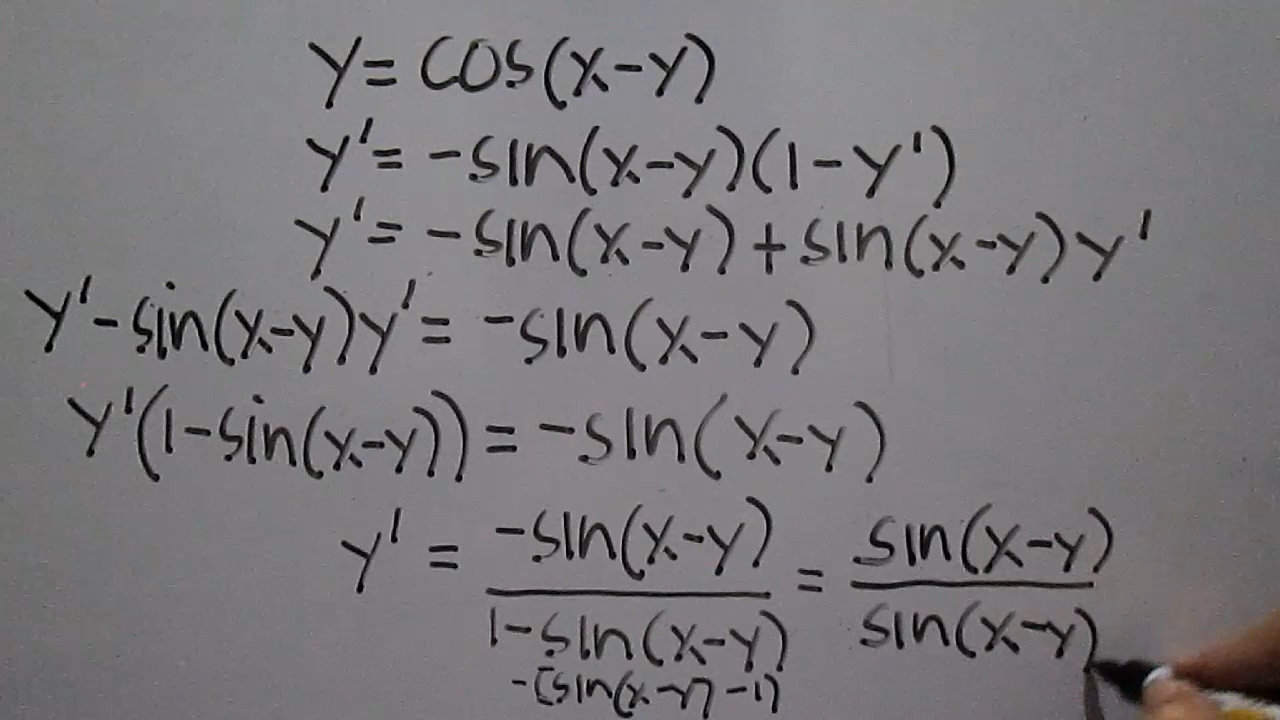 y = cos(x-y)
y' = -sin(x-y)(1-y')
y' = -sin(x-y) + sin(x-y)y'
y' - sin(x-y)y' = -sin(x-y)
y'(1-sin(x-y)) = -sin(x-y)
y' = -sin(x-y) / 1-sin(x-y) = sin(x-y) / sin(x-y)
-[sin(x-y)-1]